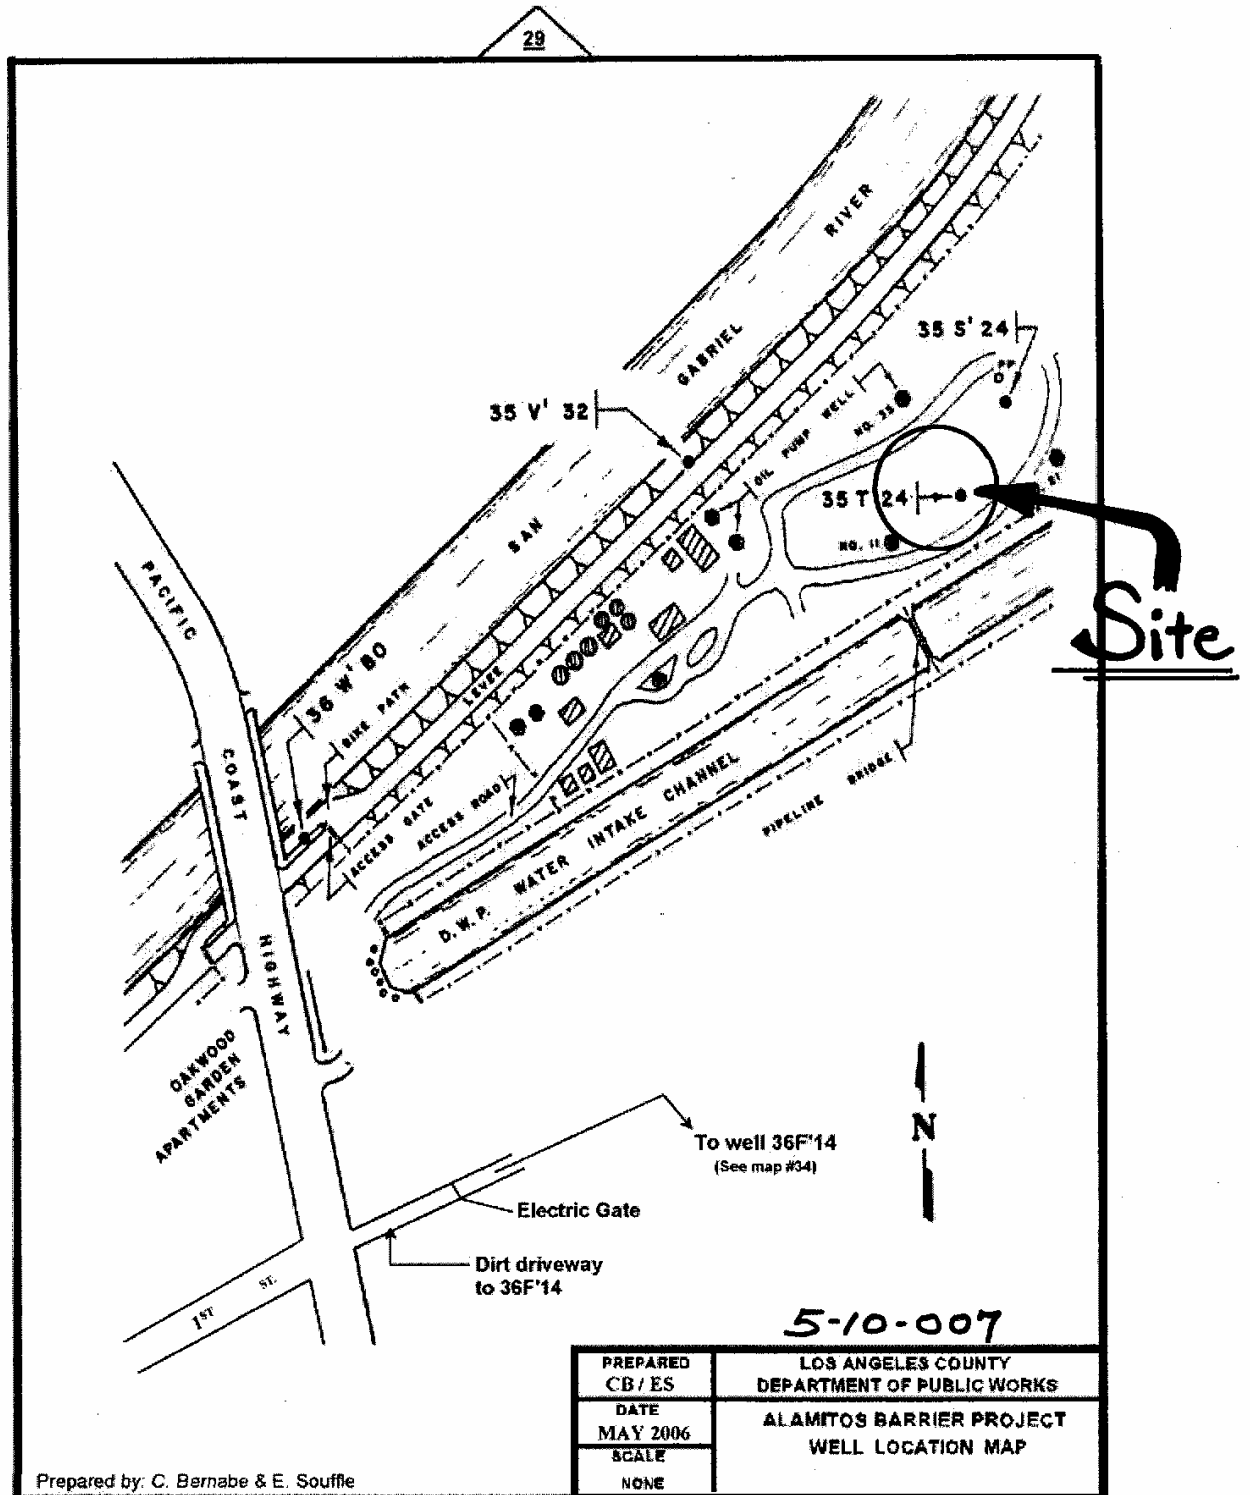 29
RIVER
GABRIEL
SAN
35 S' 24
PP
35 V' 32
OIL PUMP WELL
NO. 35
35 T 24
NO. 11
Site
PACIFIC
COAST
HIGHWAY
36 W' 80
BIKE PATH
LEVEE
ACCESS GATE
ACCESS ROAD
D.W.P. WATER INTAKE CHANNEL
PIPELINE BRIDGE
OAKWOOD
GARDEN
APARTMENTS
N
To well 36F'14
(See map #34)
Electric Gate
Dirt driveway
to 36F'14
1ST ST.
5-10-007
PREPARED
CB / ES
LOS ANGELES COUNTY
DEPARTMENT OF PUBLIC WORKS
DATE
MAY 2006
ALAMITOS BARRIER PROJECT
WELL LOCATION MAP
SCALE
NONE
Prepared by: C. Bernabe & E. Souffle